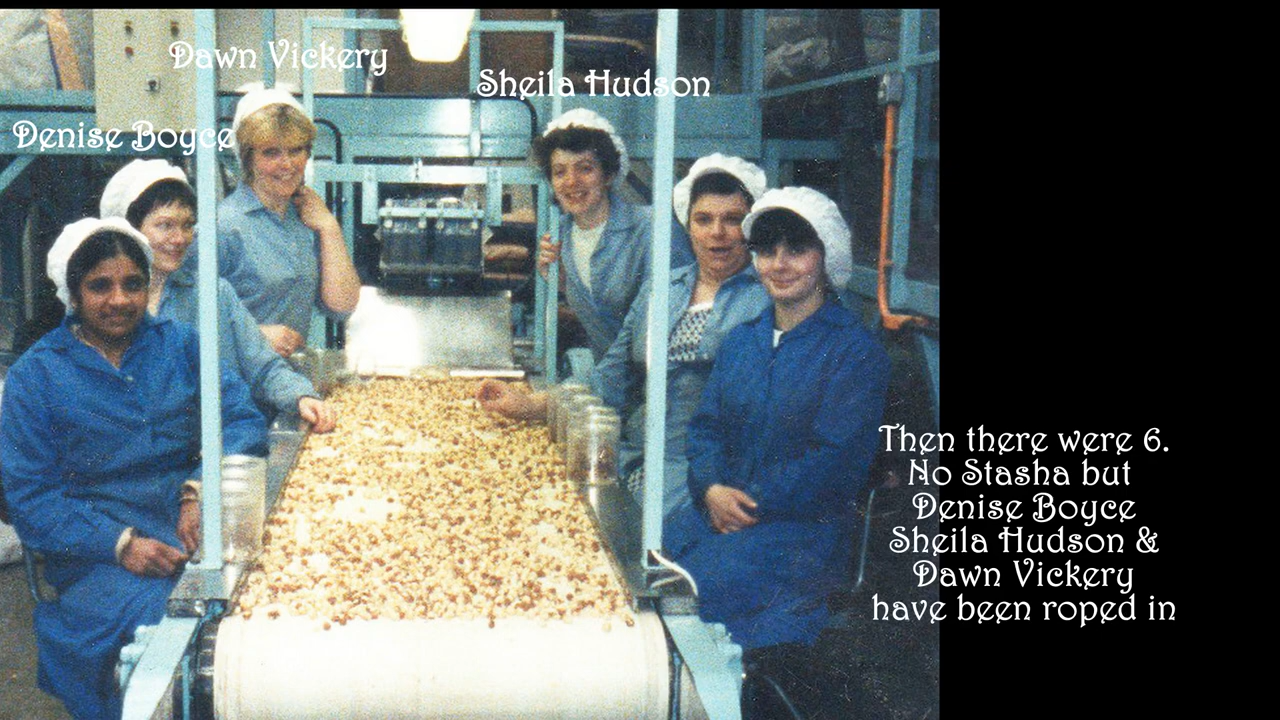 Dawn Vickery
Sheila Hudson
Denise Boyce
Then there were 6.
No Stasha but
Denise Boyce
Sheila Hudson &
Dawn Vickery
have been roped in